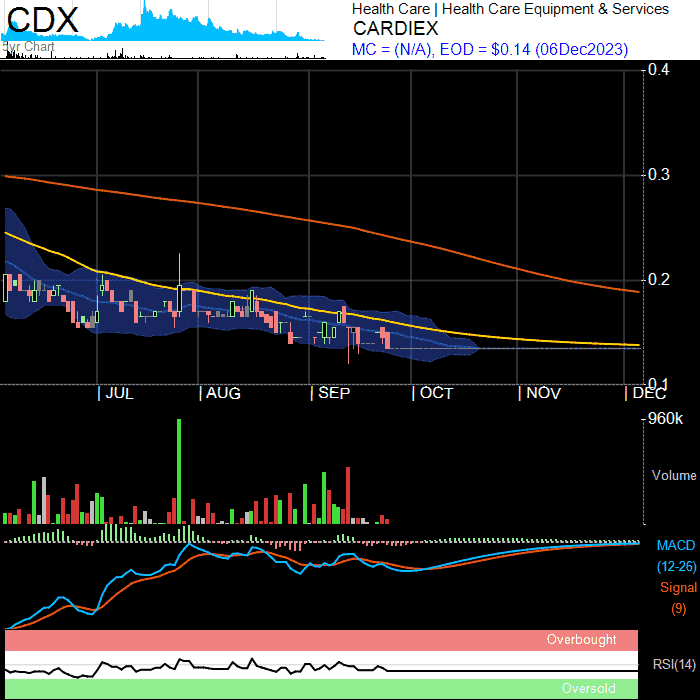 CDX
5yr Chart
Health Care | Health Care Equipment & Services
CARDIEX
MC = (N/A), EOD = $0.14 (06Dec2023)
0.4
0.3
0.2
0.1
| JUL | AUG | SEP | OCT | NOV | DEC
960k
Volume
MACD
(12-26)
Signal
(9)
Overbought
RSI(14)
Oversold